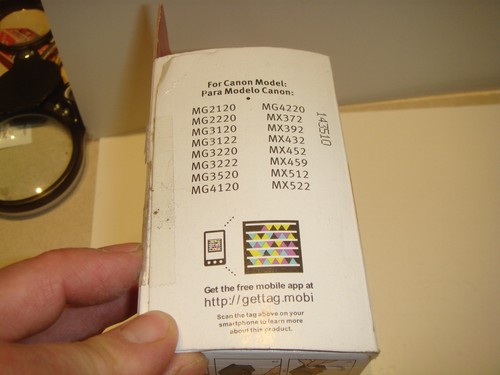 For Canon Model:
Para Modelo Canon:
MG2120
MG2220
MG3120
MG3122
MG3220
MG3222
MG3520
MG4120
MG4220
MX372
MX392
MX432
MX452
MX459
MX512
MX522
143510
Get the free mobile app at
http://gettag.mobi
Scan the tag above on your
smartphone to learn more
about this product.